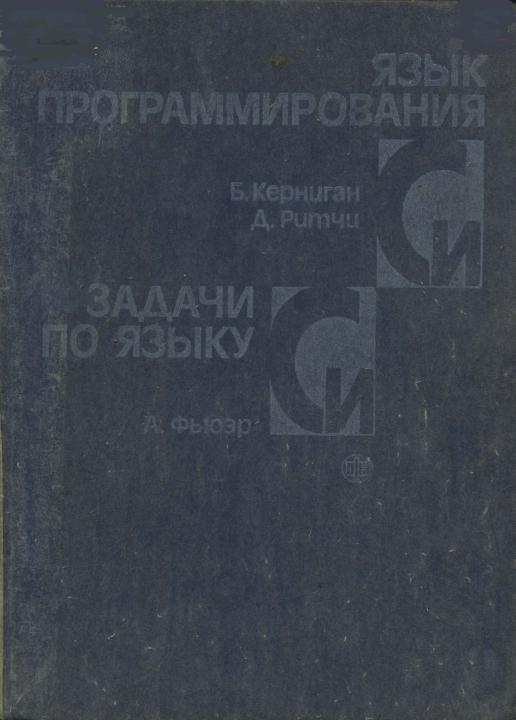 ЯЗЫК
ПРОГРАММИРОВАНИЯ
Си
Б. Керниган
Д. Ритчи
ЗАДАЧИ
ПО ЯЗЫКУ
Си
А. Фьюэр